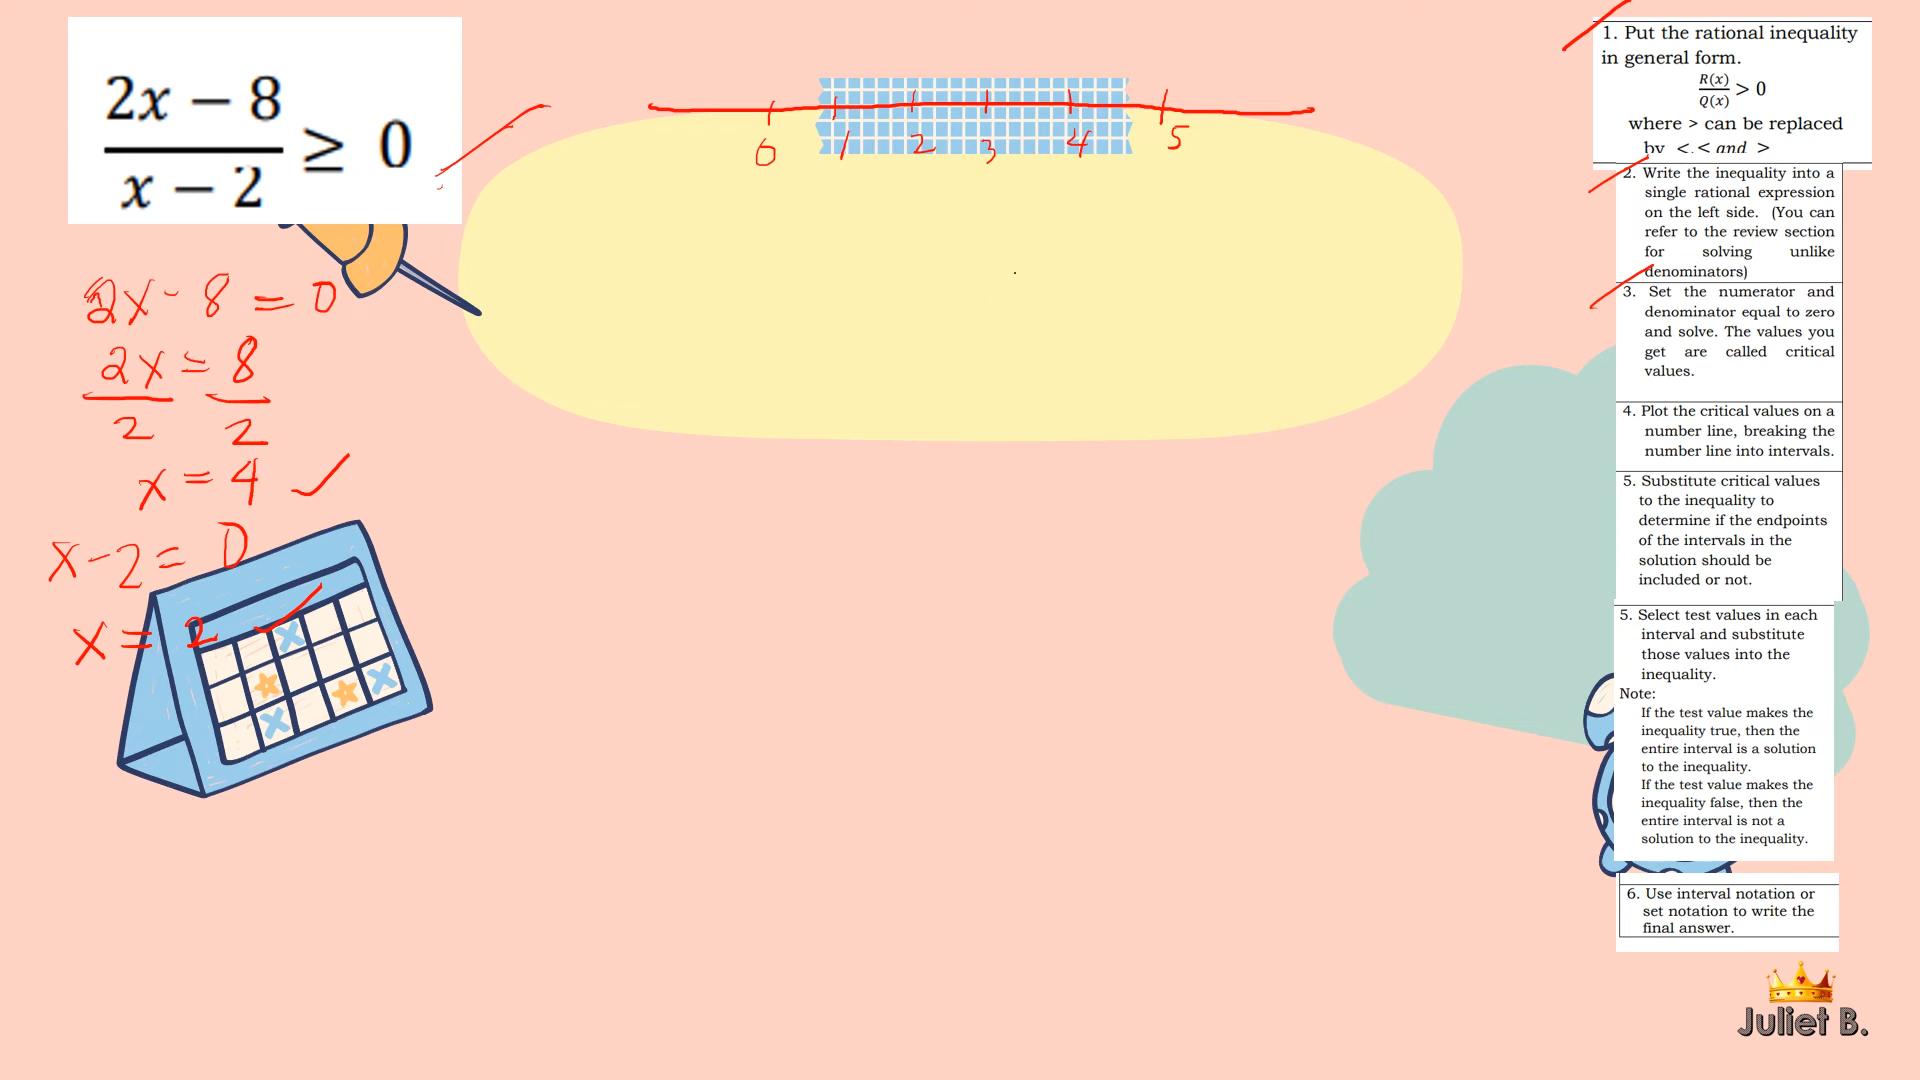 2x − 8
x − 2
≥ 0
2x - 8 = 0
2x = 8
2 2
x = 4 ✓
x - 2 = 0
x = 2 ✓
0 1 2 3 4 5
1. Put the rational inequality
in general form.
R(x)
Q(x)
> 0
where > can be replaced
by <, < and >
2. Write the inequality into a
single rational expression
on the left side. (You can
refer to the review section
for solving unlike
denominators)
3. Set the numerator and
denominator equal to zero
and solve. The values you
get are called critical
values.
4. Plot the critical values on a
number line, breaking the
number line into intervals.
5. Substitute critical values
to the inequality to
determine if the endpoints
of the intervals in the
solution should be
included or not.
5. Select test values in each
interval and substitute
those values into the
inequality.
Note:
If the test value makes the
inequality true, then the
entire interval is a solution
to the inequality.
If the test value makes the
inequality false, then the
entire interval is not a
solution to the inequality.
6. Use interval notation or
set notation to write the
final answer.
Juliet B.